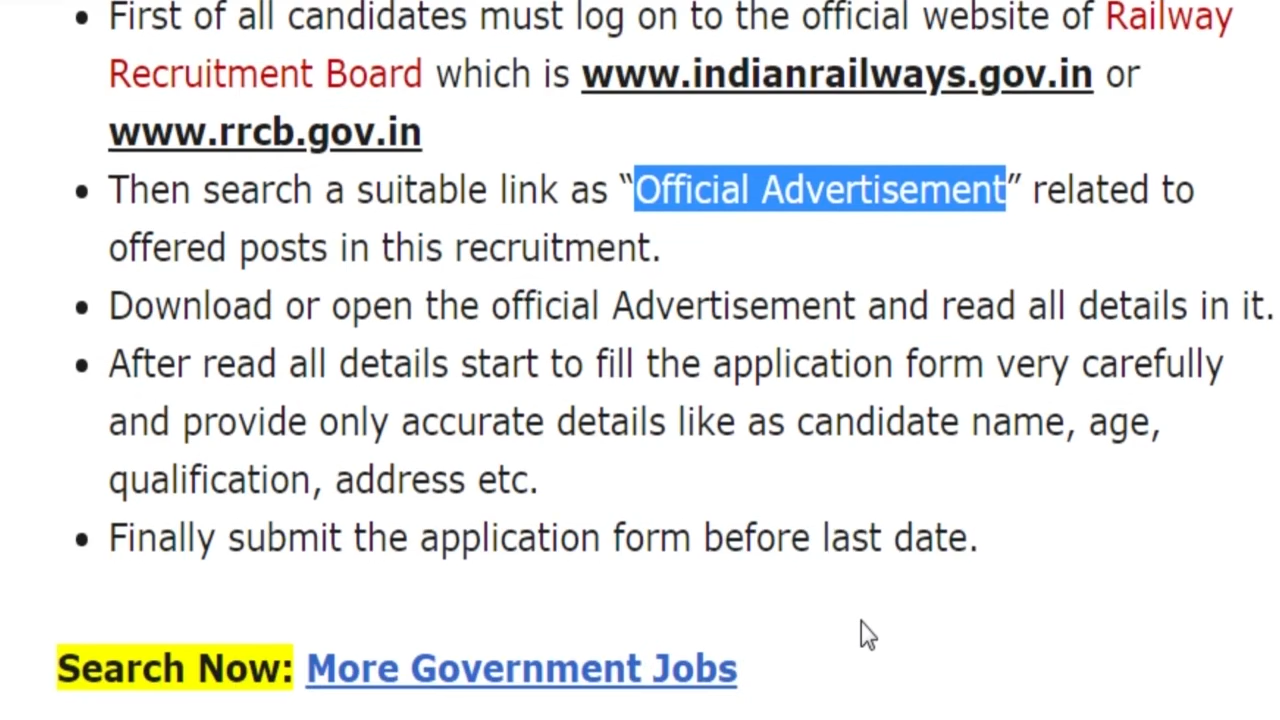 • First of all candidates must log on to the official website of Railway
Recruitment Board which is www.indianrailways.gov.in or
www.rrcb.gov.in
• Then search a suitable link as “Official Advertisement” related to
offered posts in this recruitment.
• Download or open the official Advertisement and read all details in it.
• After read all details start to fill the application form very carefully
and provide only accurate details like as candidate name, age,
qualification, address etc.
• Finally submit the application form before last date.
Search Now: More Government Jobs